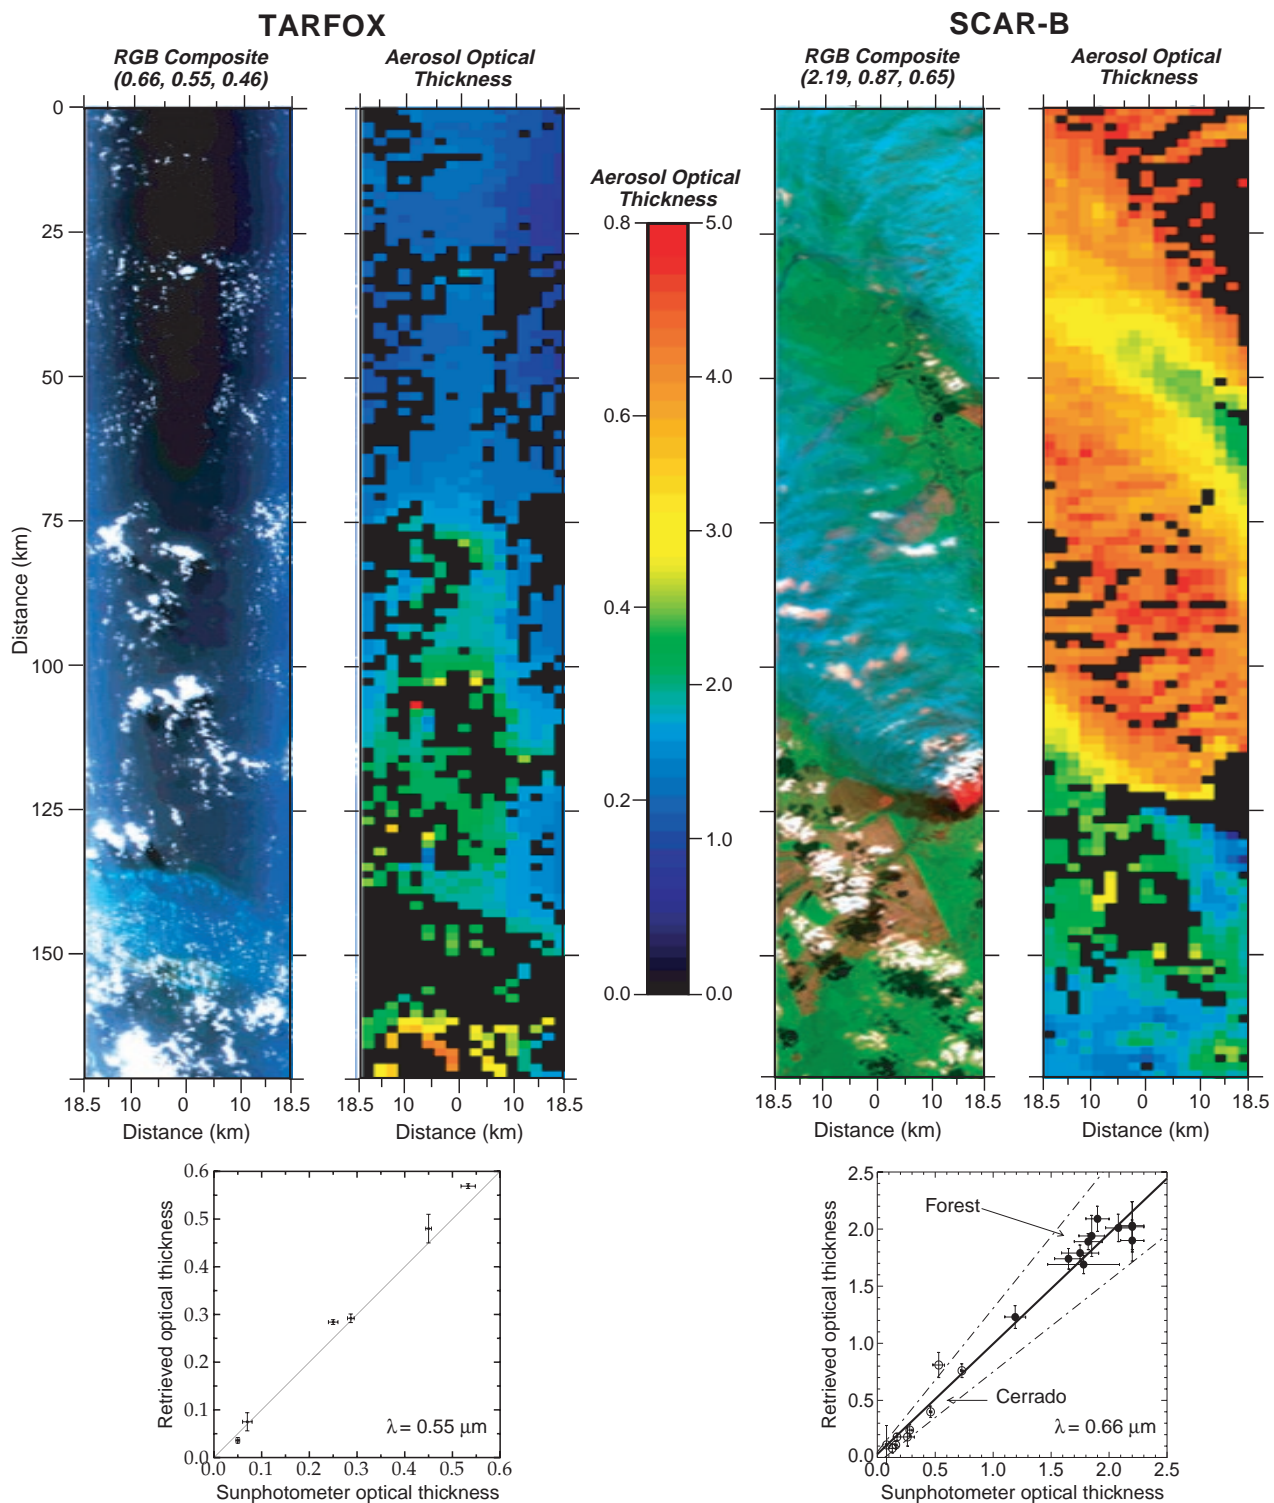 TARFOX
SCAR-B
RGB Composite
(0.66, 0.55, 0.46)
Aerosol Optical
Thickness
RGB Composite
(2.19, 0.87, 0.65)
Aerosol Optical
Thickness
0
25
50
75
100
125
150
Distance (km)
Aerosol Optical
Thickness
0.8
0.6
0.4
0.2
0.0
5.0
4.0
3.0
2.0
1.0
0.0
18.5 10 0 10 18.5
Distance (km)
18.5 10 0 10 18.5
Distance (km)
18.5 10 0 10 18.5
Distance (km)
18.5 10 0 10 18.5
Distance (km)
Retrieved optical thickness
0.6
0.5
0.4
0.3
0.2
0.1
0.0
λ = 0.55 μm
0.0 0.1 0.2 0.3 0.4 0.5 0.6
Sunphotometer optical thickness
Retrieved optical thickness
2.5
2.0
1.5
1.0
0.5
0.0
Forest
Cerrado
λ = 0.66 μm
0.0 0.5 1.0 1.5 2.0 2.5
Sunphotometer optical thickness